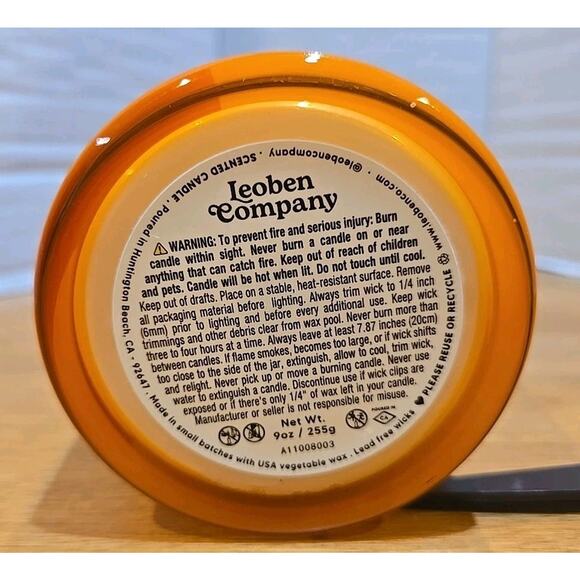 Leoben
Company
⚠ WARNING: To prevent fire and serious injury: Burn
candle within sight. Never burn a candle on or near
anything that can catch fire. Keep out of reach of children
and pets. Candle will be hot when lit. Do not touch until cool.
Keep out of drafts. Place on a stable, heat-resistant surface. Remove
all packaging material before lighting. Always trim wick to 1/4 inch
(6mm) prior to lighting and before every additional use. Keep wick
trimmings and other debris clear from wax pool. Never burn more than
three to four hours at a time. Always leave at least 7.87 inches (20cm)
between candles. If flame smokes, becomes too large, or if wick shifts
too close to the side of the jar, extinguish, allow to cool, trim wick,
and relight. Never pick up or move a burning candle. Never use
water to extinguish a candle. Discontinue use if wick clips are
exposed or if there's only 1/4" of wax left in your candle.
Manufacturer or seller is not responsible for misuse.
Net Wt.
9oz / 255g
A11008003
POURED IN
CA
Made in small batches with USA vegetable wax . Lead free wicks ♥ PLEASE REUSE OR RECYCLE
Poured in Huntington Beach, CA · 92647 .
· SCENTED CANDLE ·
@leobencompany ·
www.leobenco.com